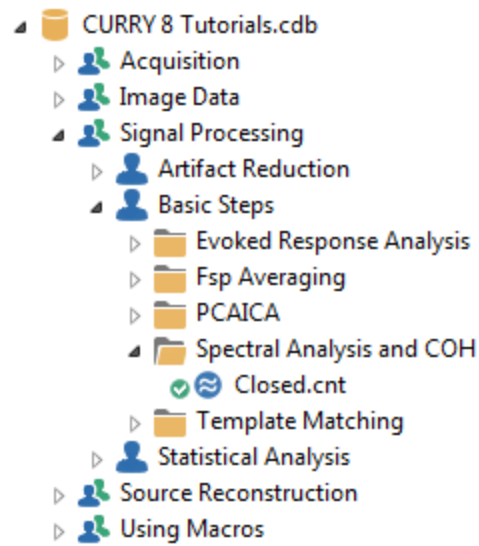 CURRY 8 Tutorials.cdb
Acquisition
Image Data
Signal Processing
Artifact Reduction
Basic Steps
Evoked Response Analysis
Fsp Averaging
PCAICA
Spectral Analysis and COH
Closed.cnt
Template Matching
Statistical Analysis
Source Reconstruction
Using Macros